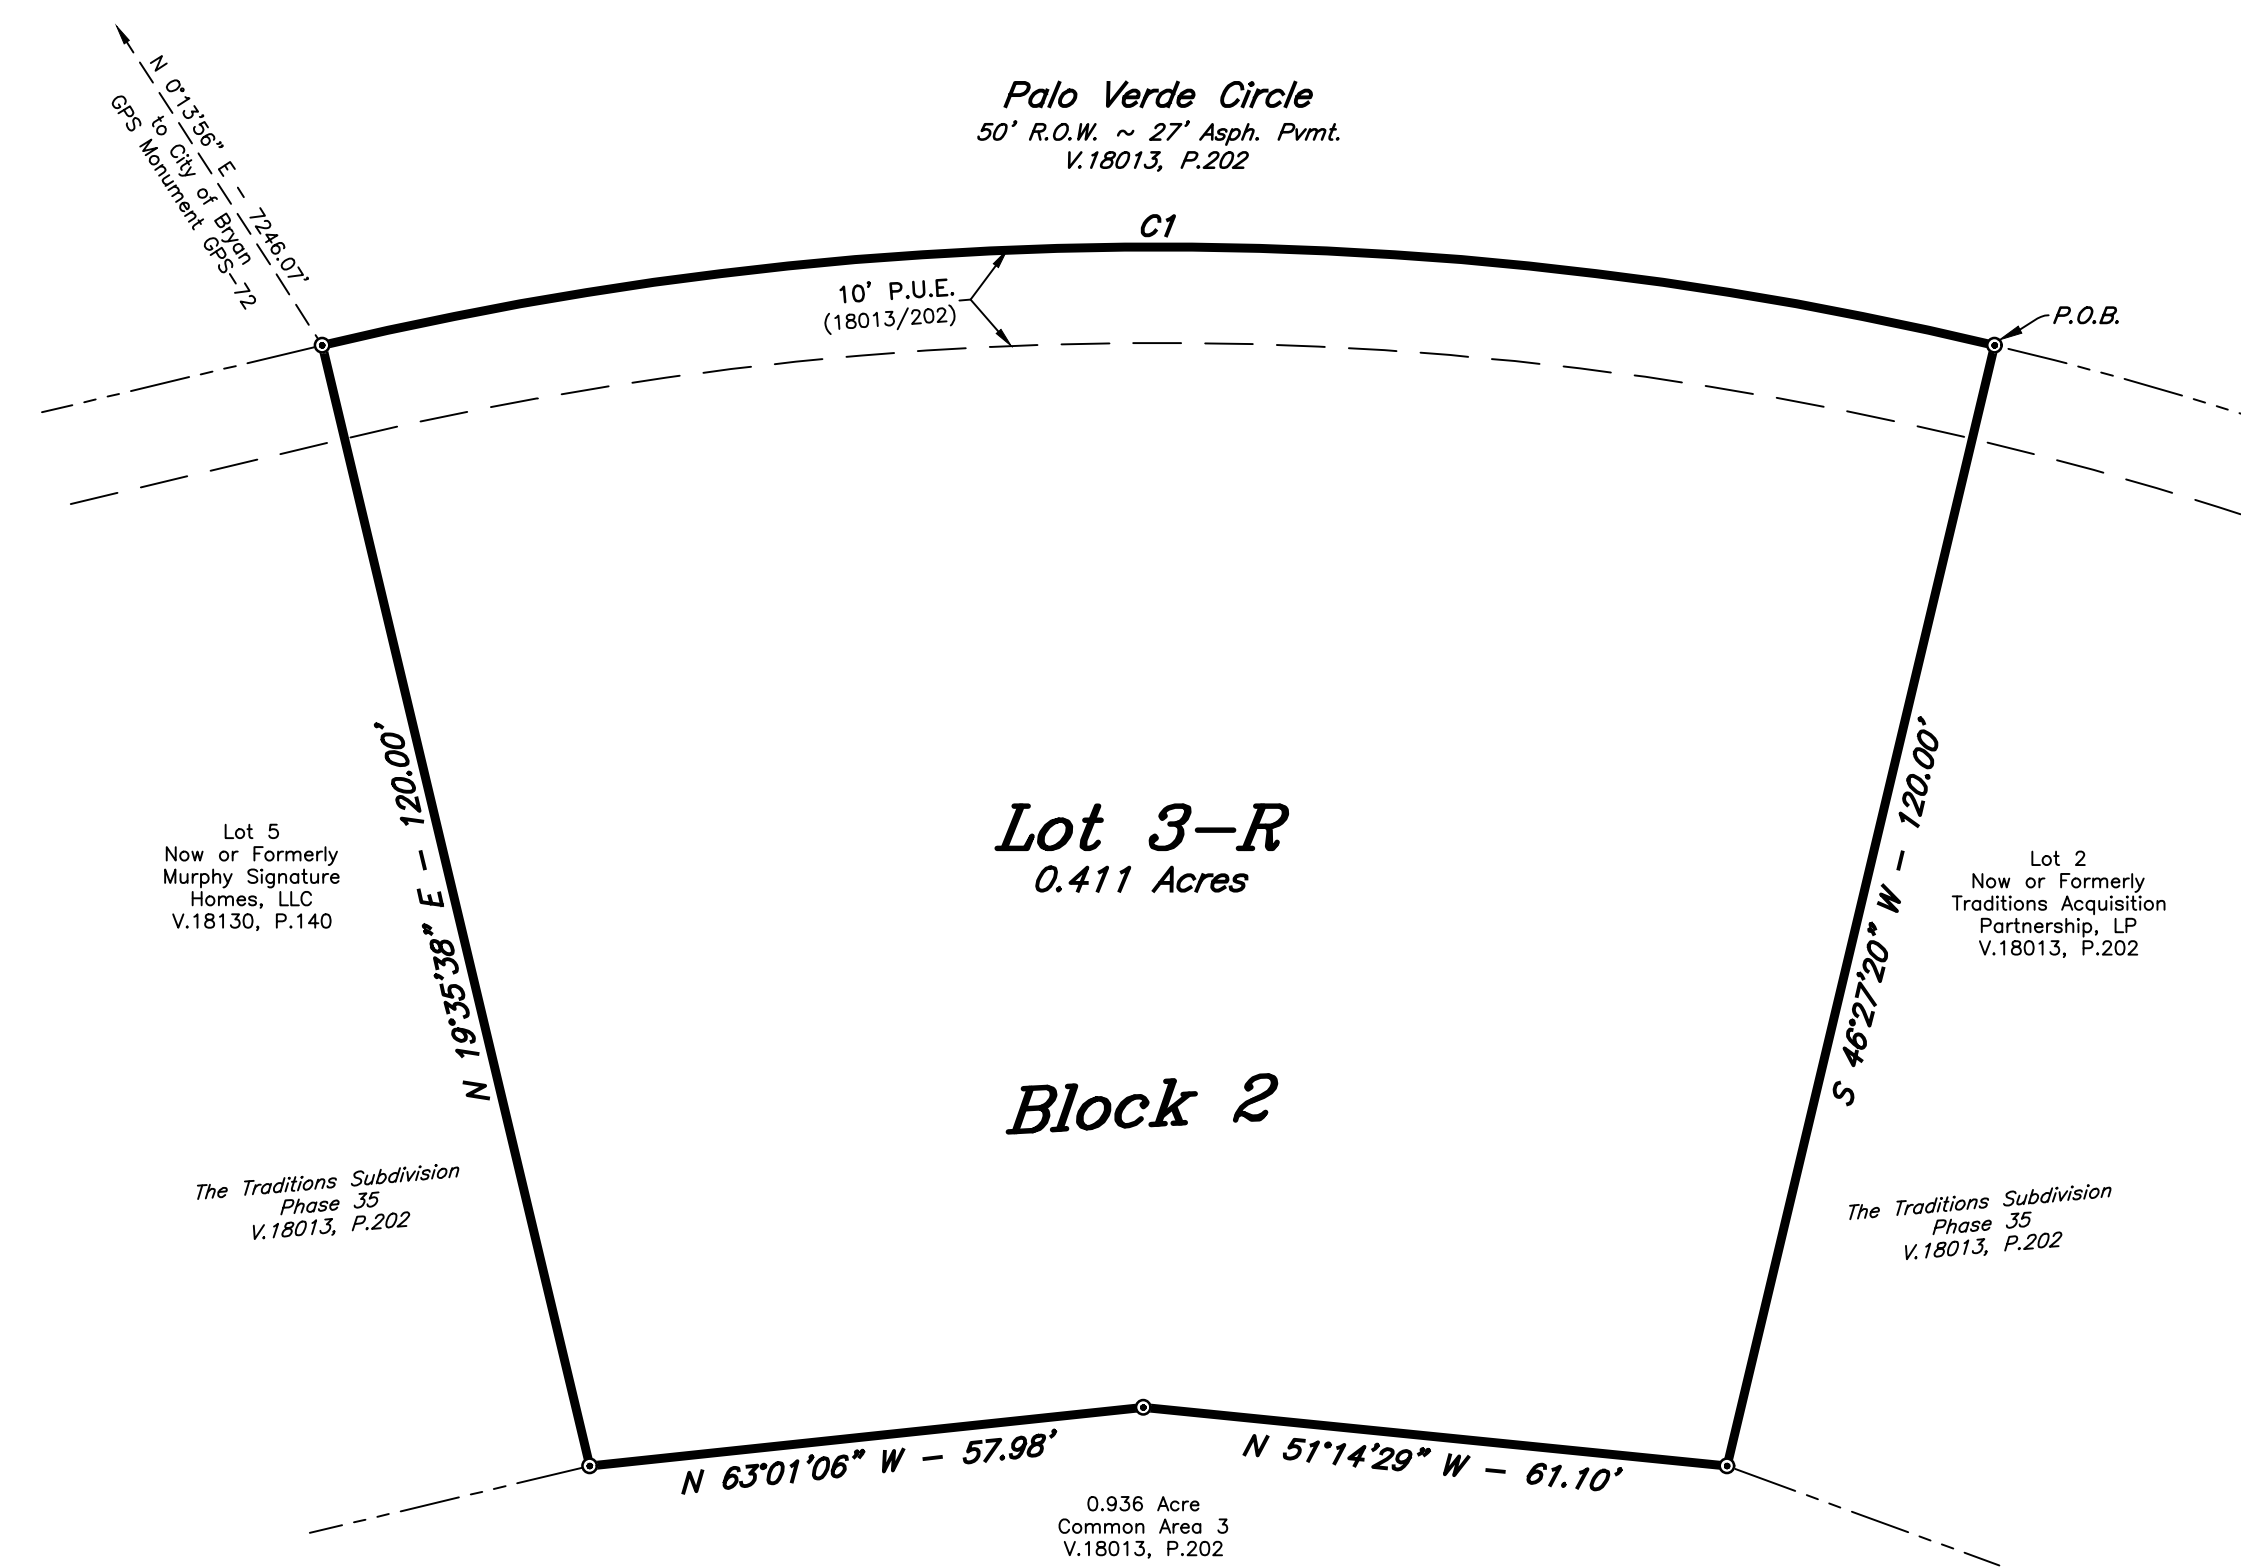 N 0°13'56" E - 7246.07'
to City of Bryan
GPS Monument GPS-72
Palo Verde Circle
50' R.O.W. ~ 27' Asph. Pvmt.
V.18013, P.202
C1
10' P.U.E.
(18013/202)
P.O.B.
N 19°35'38" E - 120.00'
S 46°27'20" W - 120.00'
Lot 3-R
0.411 Acres
Lot 5
Now or Formerly
Murphy Signature
Homes, LLC
V.18130, P.140
Lot 2
Now or Formerly
Traditions Acquisition
Partnership, LP
V.18013, P.202
Block 2
The Traditions Subdivision
Phase 35
V.18013, P.202
The Traditions Subdivision
Phase 35
V.18013, P.202
N 63°01'06" W - 57.98'
N 51°14'29" W - 61.10'
0.936 Acre
Common Area 3
V.18013, P.202